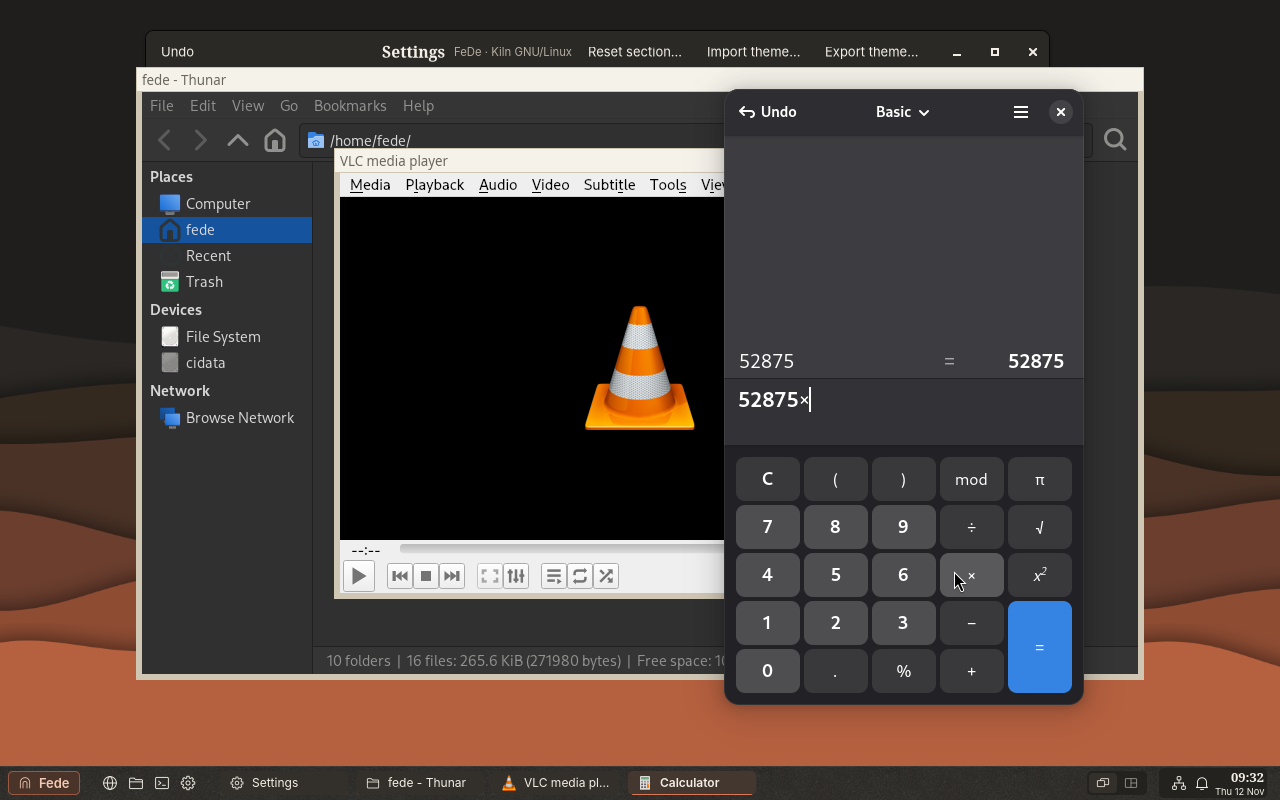 Undo Settings FeDe · Kiln GNU/Linux Reset section... Import theme... Export theme...
fede - Thunar
File Edit View Go Bookmarks Help
/home/fede/
Places
Computer
fede
Recent
Trash
Devices
File System
cidata
Network
Browse Network
10 folders | 16 files: 265.6 KiB (271980 bytes) | Free space:
VLC media player
Media Playback Audio Video Subtitle Tools
--:--
Undo Basic
52875 = 52875
52875×
C ( ) mod π
7 8 9 ÷ √
4 5 6 × x²
1 2 3 −
0 . % + =
Fede Settings fede - Thunar VLC media pl... Calculator
09:32
Thu 12 Nov